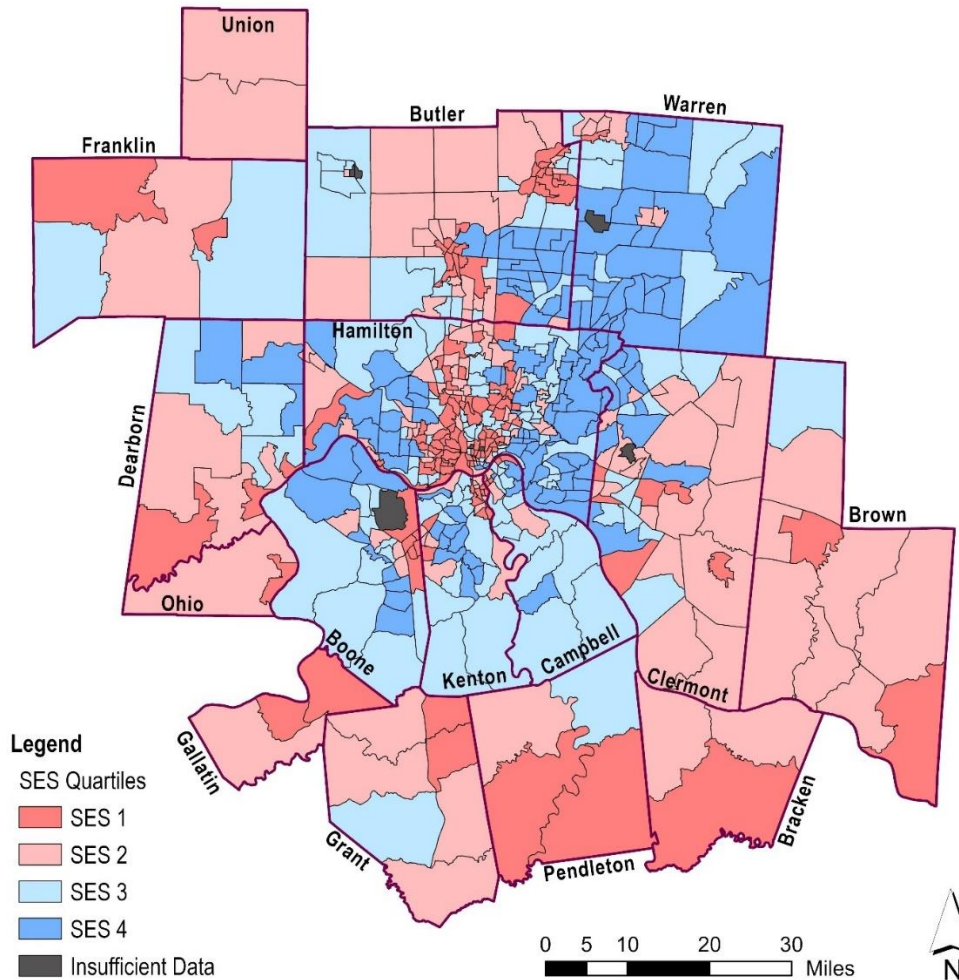 Union
Butler
Warren
Franklin
Hamilton
Dearborn
Brown
Ohio
Boone
Kenton
Campbell
Clermont
Gallatin
Grant
Pendleton
Bracken
Legend
SES Quartiles
SES 1
SES 2
SES 3
SES 4
Insufficient Data
0 5 10 20 30
Miles
N